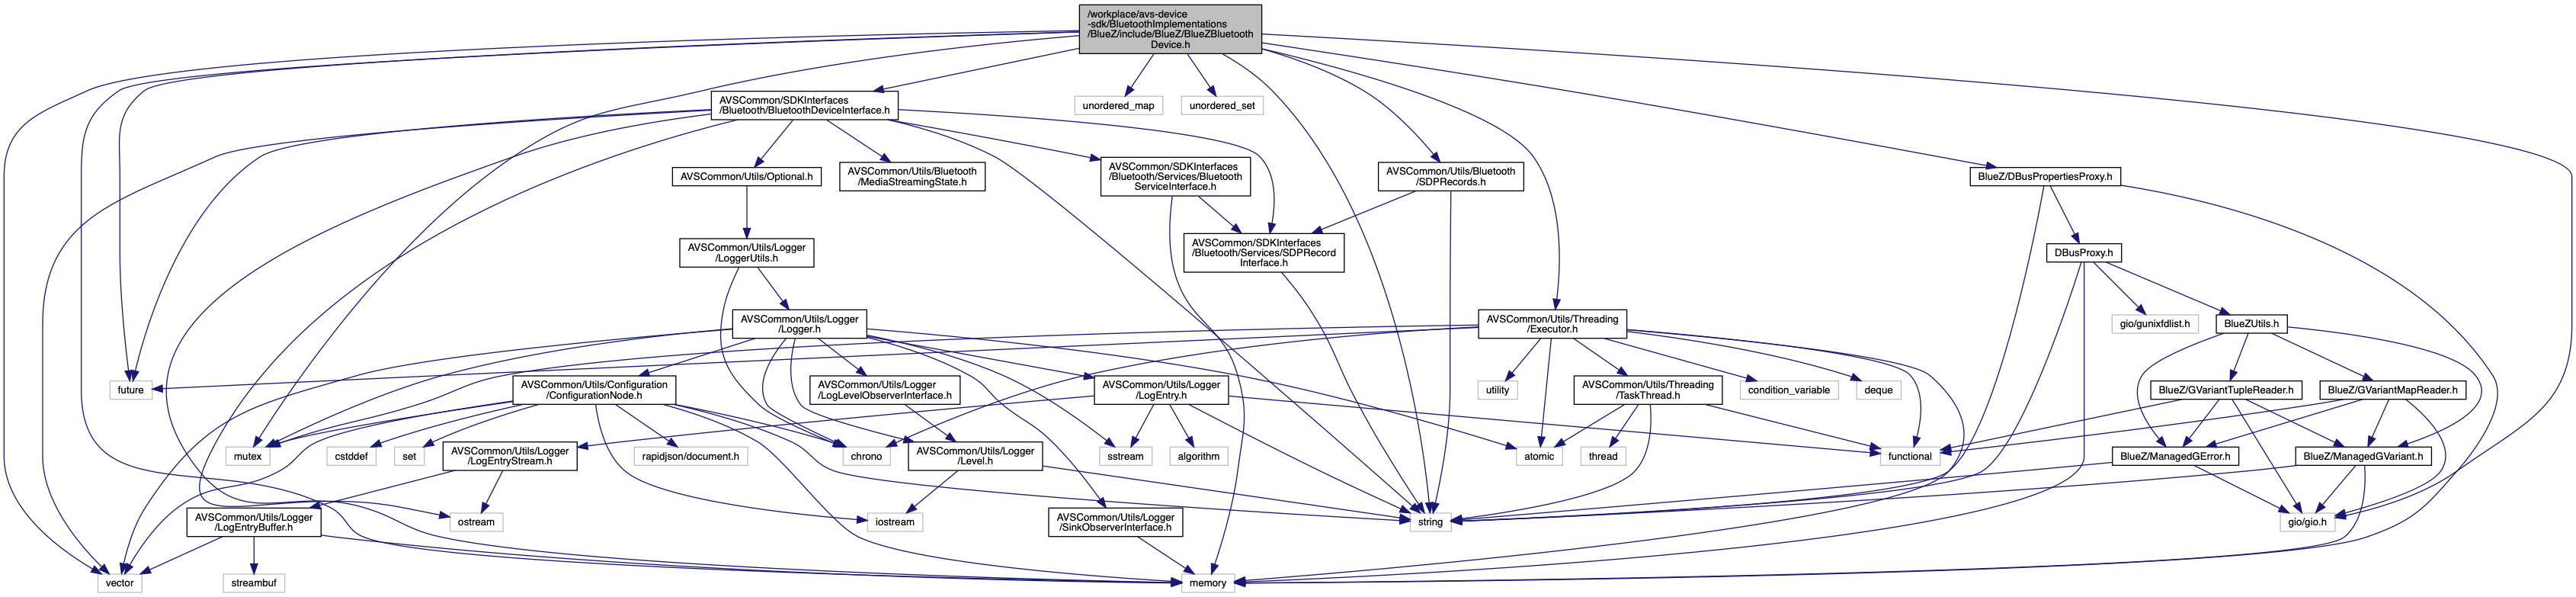 /workplace/avs-device
-sdk/BluetoothImplementations
/BlueZ/include/BlueZ/BlueZBluetooth
Device.h
AVSCommon/SDKInterfaces
/Bluetooth/BluetoothDeviceInterface.h
unordered_map
unordered_set
AVSCommon/Utils/Optional.h
AVSCommon/Utils/Bluetooth
/MediaStreamingState.h
AVSCommon/SDKInterfaces
/Bluetooth/Services/Bluetooth
ServiceInterface.h
AVSCommon/Utils/Bluetooth
/SDPRecords.h
BlueZ/DBusPropertiesProxy.h
AVSCommon/Utils/Logger
/LoggerUtils.h
AVSCommon/SDKInterfaces
/Bluetooth/Services/SDPRecord
Interface.h
DBusProxy.h
AVSCommon/Utils/Logger
/Logger.h
AVSCommon/Utils/Threading
/Executor.h
gio/gunixfdlist.h
BlueZUtils.h
future
AVSCommon/Utils/Configuration
/ConfigurationNode.h
AVSCommon/Utils/Logger
/LogLevelObserverInterface.h
AVSCommon/Utils/Logger
/LogEntry.h
utility
AVSCommon/Utils/Threading
/TaskThread.h
condition_variable
deque
BlueZ/GVariantTupleReader.h
BlueZ/GVariantMapReader.h
mutex
cstddef
set
AVSCommon/Utils/Logger
/LogEntryStream.h
rapidjson/document.h
chrono
AVSCommon/Utils/Logger
/Level.h
sstream
algorithm
atomic
thread
functional
BlueZ/ManagedGError.h
BlueZ/ManagedGVariant.h
AVSCommon/Utils/Logger
/LogEntryBuffer.h
ostream
iostream
AVSCommon/Utils/Logger
/SinkObserverInterface.h
string
gio/gio.h
vector
streambuf
memory